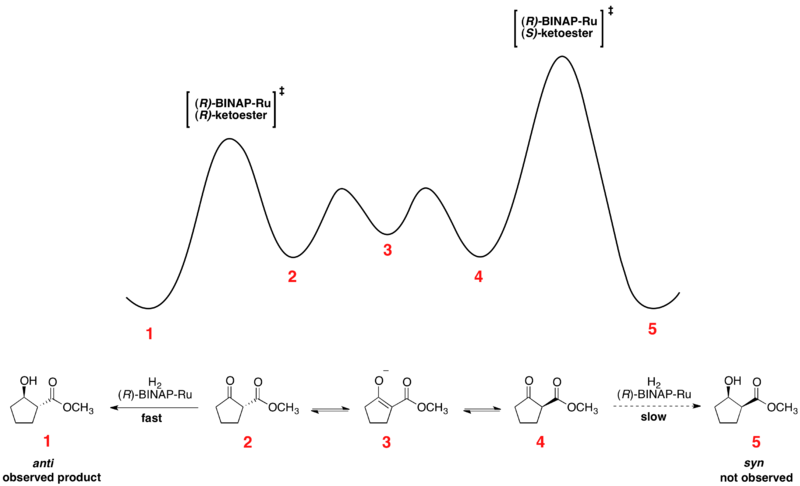 (R)-BINAP-Ru
(S)-ketoester
‡
(R)-BINAP-Ru
(R)-ketoester
‡
1
2
3
4
5
OH
O
OCH3
H2
(R)-BINAP-Ru
fast
O
O
OCH3
O–
O
OCH3
O
O
OCH3
H2
(R)-BINAP-Ru
slow
OH
O
OCH3
1
2
3
4
5
anti
observed product
syn
not observed